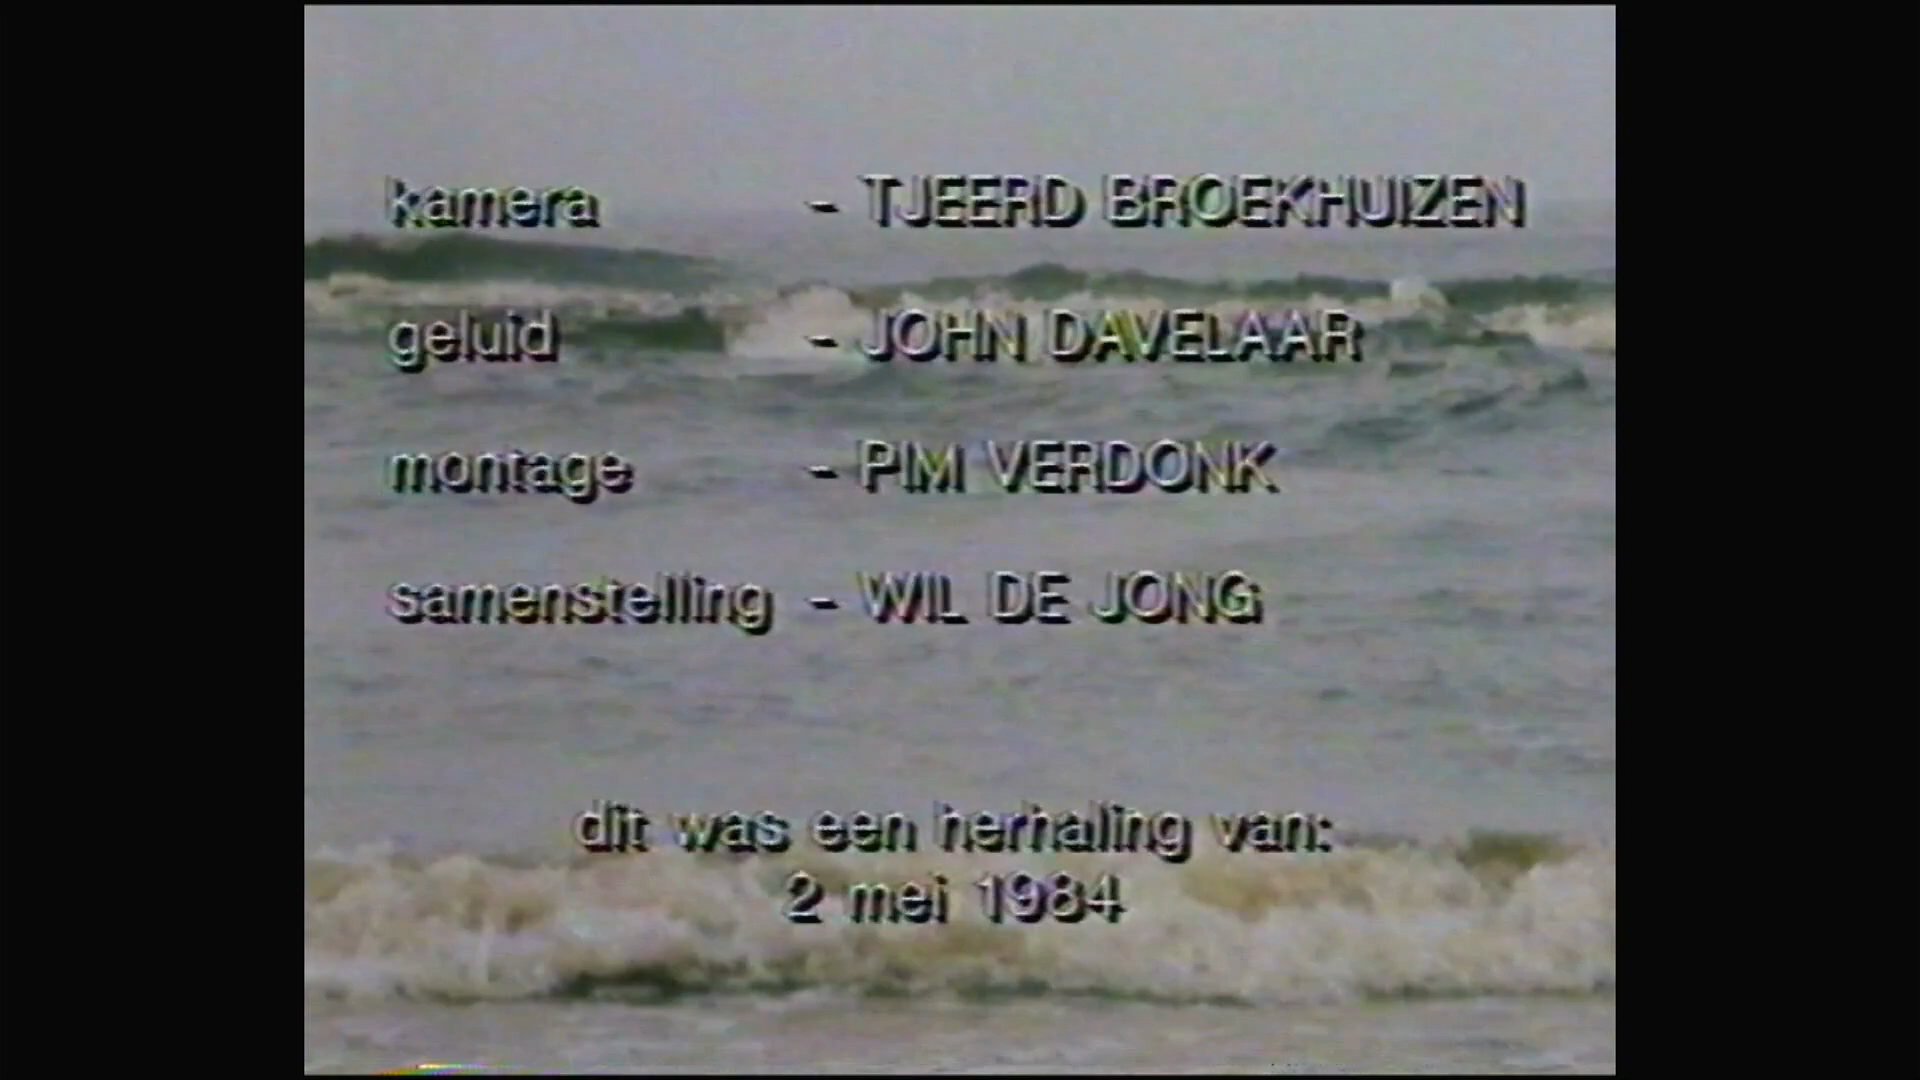 kamera - TJEERD BROEKHUIZEN
geluid - JOHN DAVELAAR
montage - PIM VERDONK
samenstelling - WIL DE JONG
dit was een herhaling van:
2 mei 1984